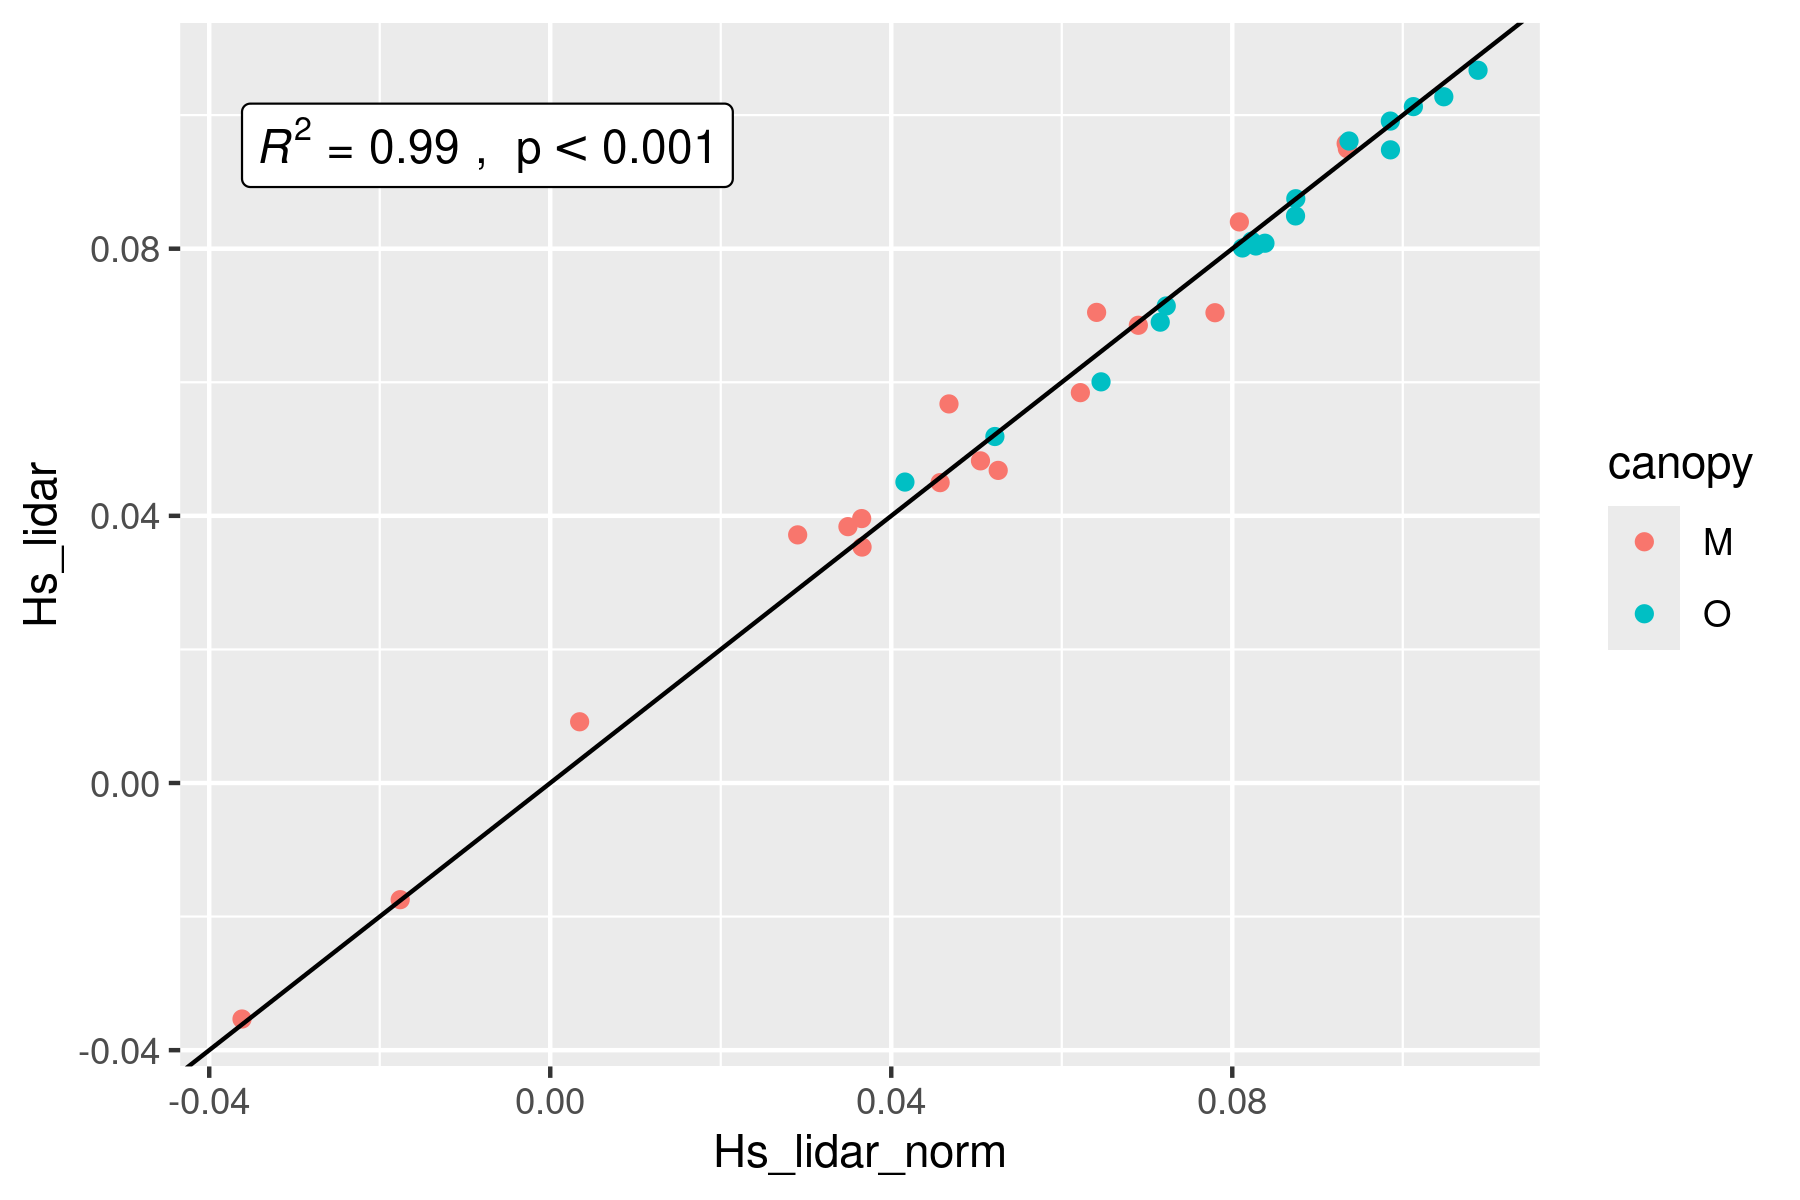 R² = 0.99 , p < 0.001
0.08
0.04
0.00
-0.04
-0.04 0.00 0.04 0.08
Hs_lidar_norm
Hs_lidar
canopy
M
O